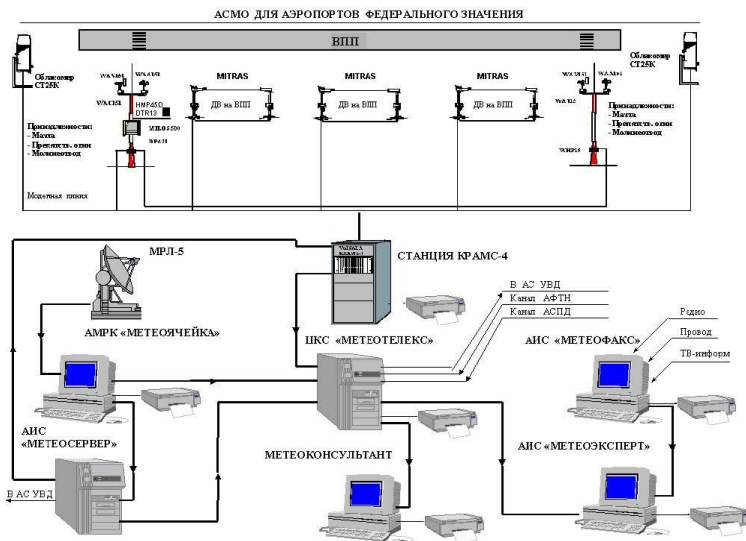 АСМО ДЛЯ АЭРОПОРТОВ ФЕДЕРАЛЬНОГО ЗНАЧЕНИЯ
ВПП
Облакомер
СТ25К
MITRAS
MITRAS
MITRAS
Облакомер
СТ25К
HMP45D
DTR13
ДВ на ВПП
ДВ на ВПП
ДВ на ВПП
Принадлежности:
- Мачта
- Препятств. огни
- Молниеотвод
Принадлежности:
- Мачта
- Препятств. огни
- Молниеотвод
Модемная линия
МРЛ-5
СТАНЦИЯ КРАМС-4
АМРК «МЕТЕОЯЧЕЙКА»
ЦКС «МЕТЕОТЕЛЕКС»
В АС УВД
Канал АФТН
Канал АСПД
АИС «МЕТЕОФАКС»
Радио
Провод
ТВ-информ
АИС
«МЕТЕОСЕРВЕР»
МЕТЕОКОНСУЛЬТАНТ
АИС «МЕТЕОЭКСПЕРТ»
В АС УВД